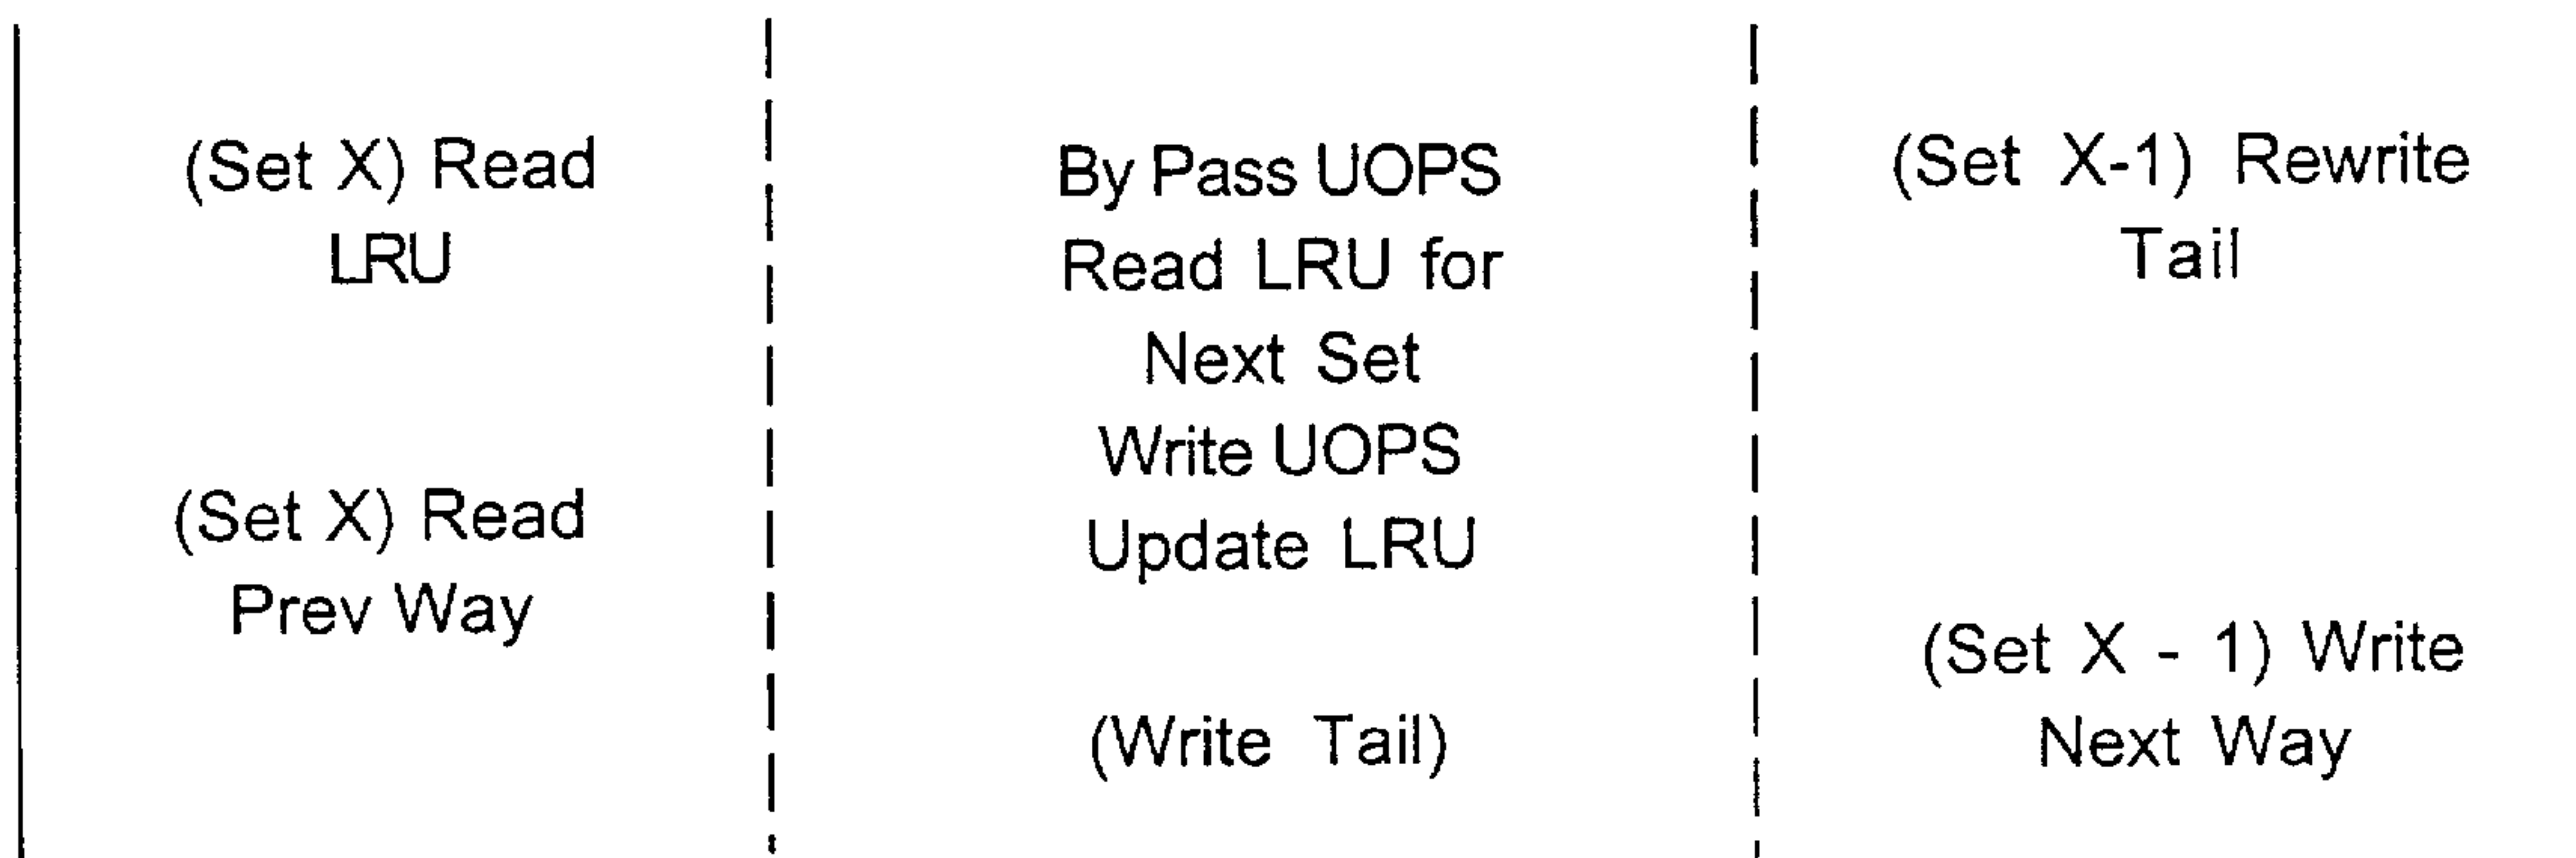 (Set X) Read
LRU
(Set X) Read
Prev Way
By Pass UOPS
Read LRU for
Next Set
Write UOPS
Update LRU
(Write Tail)
(Set X-1) Rewrite
Tail
(Set X - 1) Write
Next Way